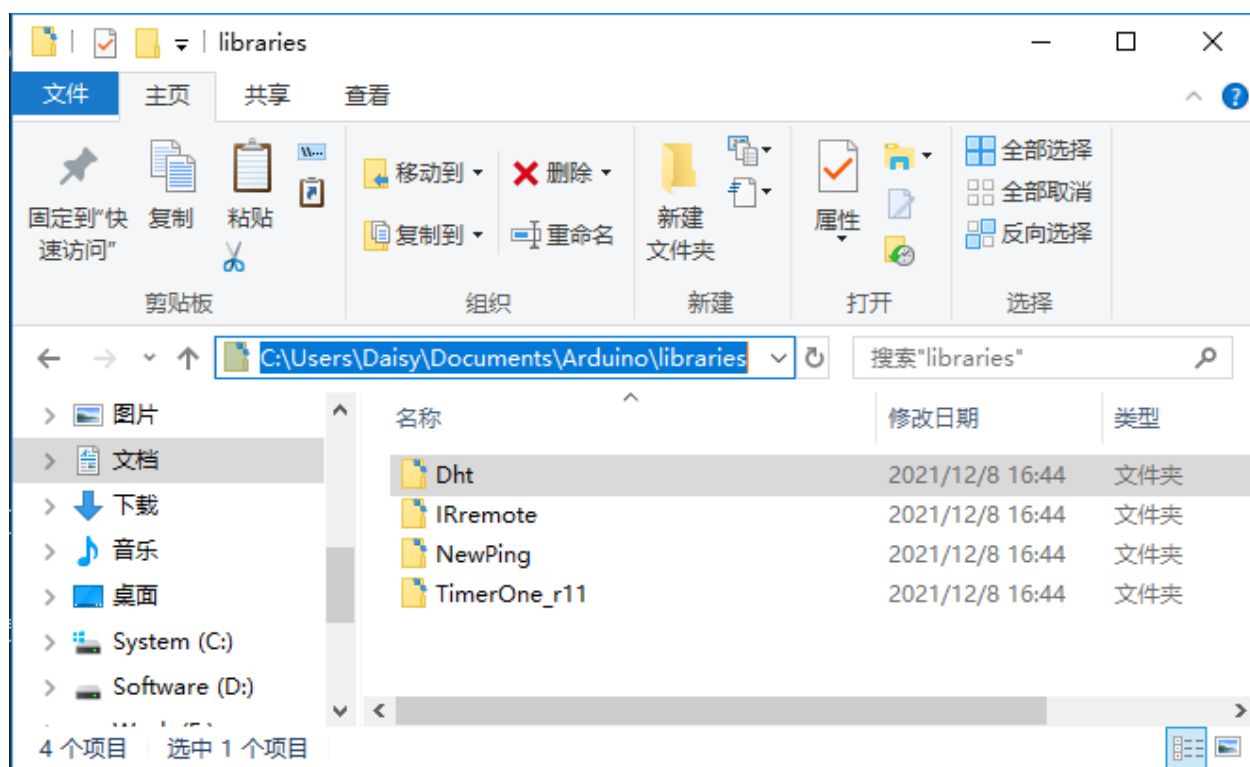 libraries
文件 主页 共享 查看
固定到"快速访问"
复制
粘贴
剪贴板
移动到
删除
复制到
重命名
组织
新建
文件夹
新建
属性
打开
全部选择
全部取消
反向选择
选择
C:\Users\Daisy\Documents\Arduino\libraries
搜索"libraries"
图片
文档
下载
音乐
桌面
System (C:)
Software (D:)
名称 修改日期 类型
Dht 2021/12/8 16:44 文件夹
IRremote 2021/12/8 16:44 文件夹
NewPing 2021/12/8 16:44 文件夹
TimerOne_r11 2021/12/8 16:44 文件夹
4 个项目 选中 1 个项目